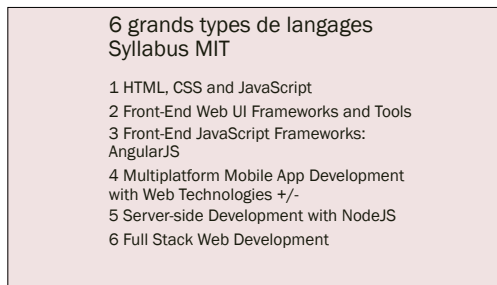 6 grands types de langages
Syllabus MIT
1 HTML, CSS and JavaScript
2 Front-End Web UI Frameworks and Tools
3 Front-End JavaScript Frameworks:
AngularJS
4 Multiplatform Mobile App Development
with Web Technologies +/-
5 Server-side Development with NodeJS
6 Full Stack Web Development